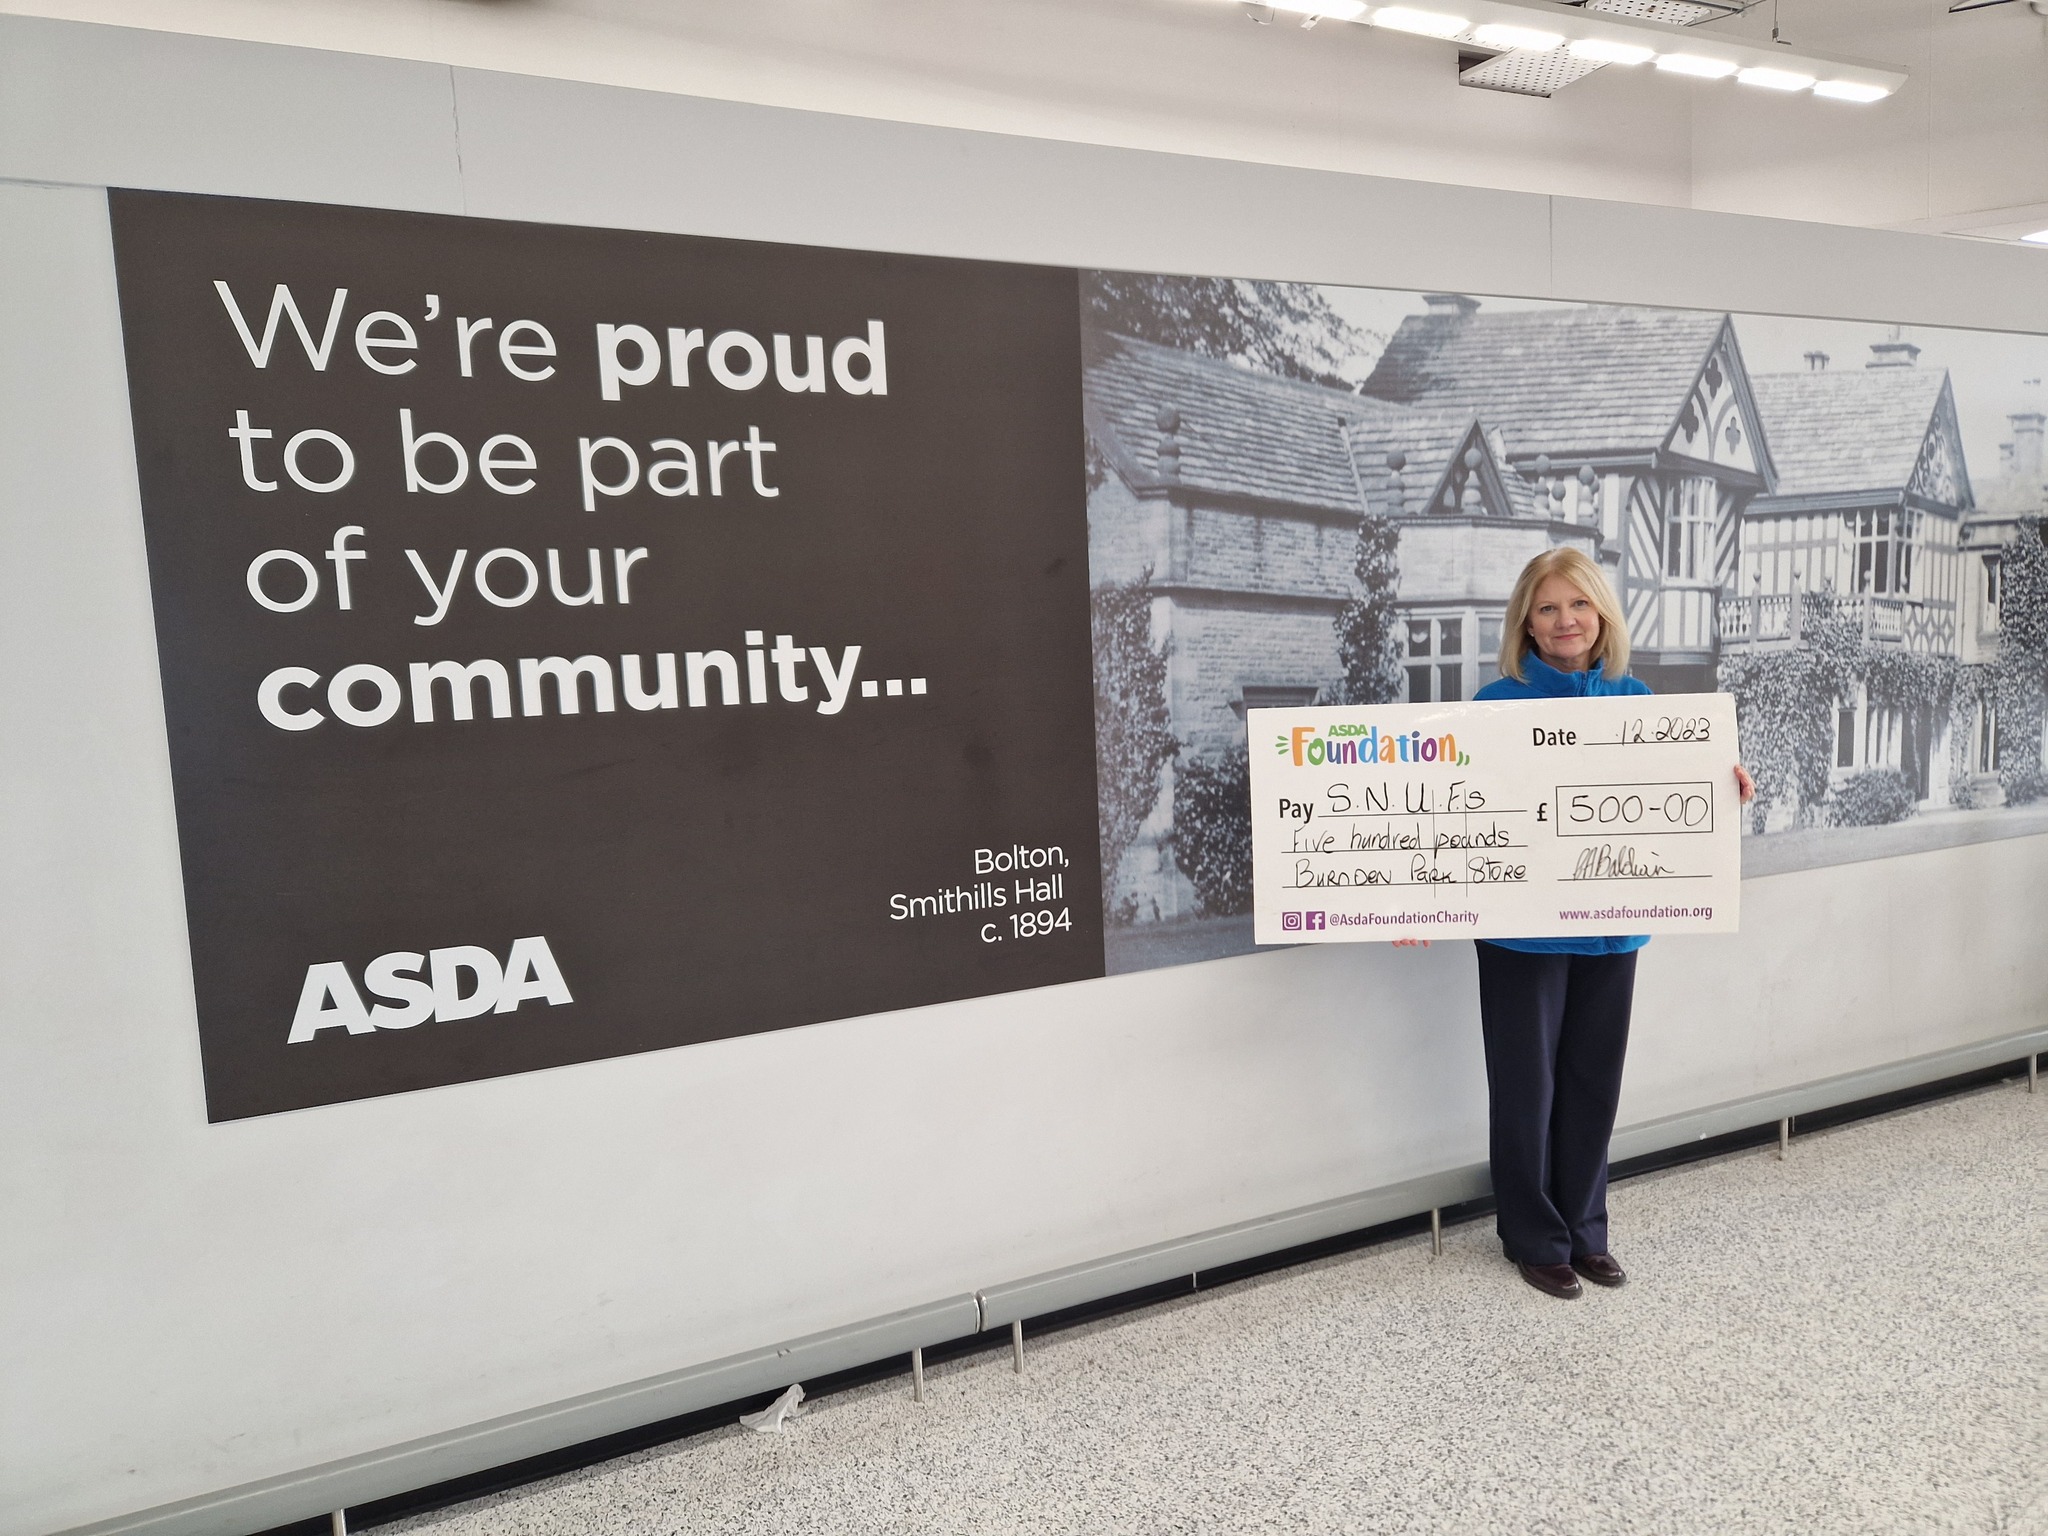 We're proud
to be part
of your
community...
Bolton,
Smithills Hall
c. 1894
ASDA
ASDA
Foundation
Date .12.2023
Pay S.N.U.F.s £ 500-00
Five hundred pounds
Burnden Park Store
@AsdaFoundationCharity www.asdafoundation.org